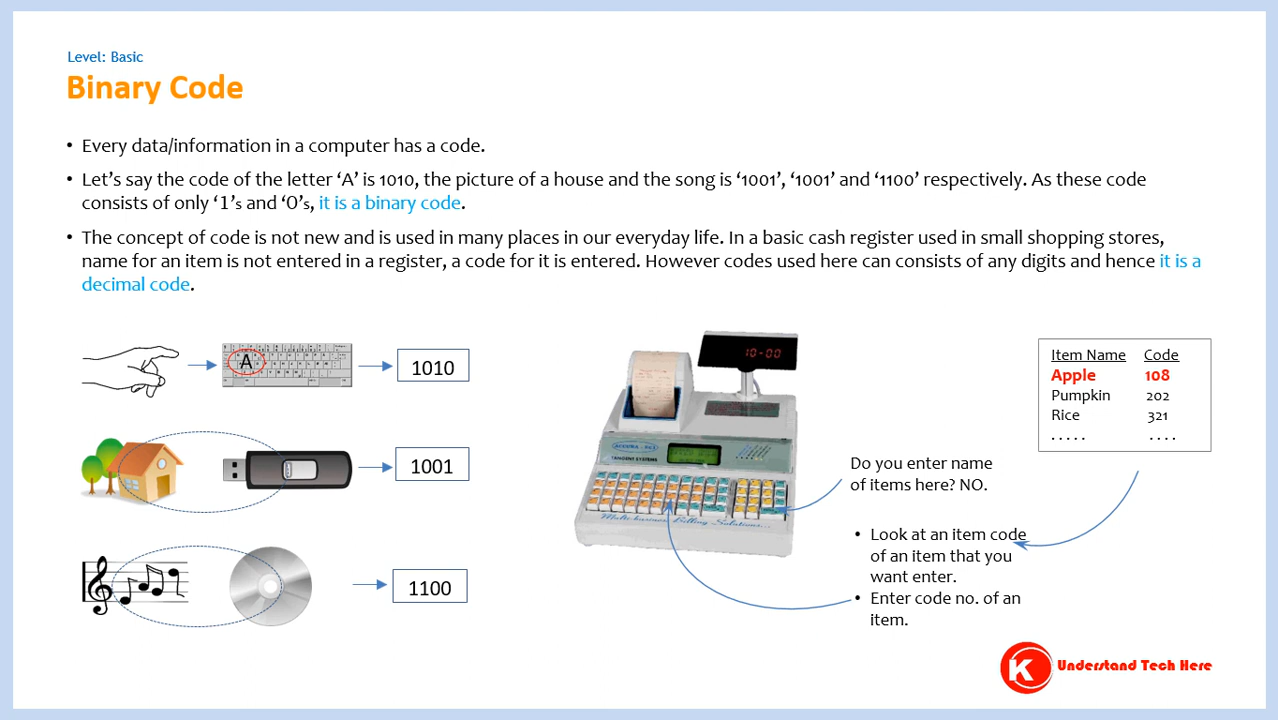 Level: Basic
Binary Code
• Every data/information in a computer has a code.
• Let's say the code of the letter ‘A’ is 1010, the picture of a house and the song is ‘1001’, ‘1001’ and ‘1100’ respectively. As these code
consists of only ‘1’s and ‘0’s, it is a binary code.
• The concept of code is not new and is used in many places in our everyday life. In a basic cash register used in small shopping stores,
name for an item is not entered in a register, a code for it is entered. However codes used here can consists of any digits and hence it is a
decimal code.
A
1010
1001
1100
10-00
TANGENT SYSTEMS
Multi business Billing Solutions...
Item Name Code
Apple 108
Pumpkin 202
Rice 321
. . . . . . . . .
Do you enter name
of items here? NO.
• Look at an item code
of an item that you
want enter.
• Enter code no. of an
item.
K Understand Tech Here